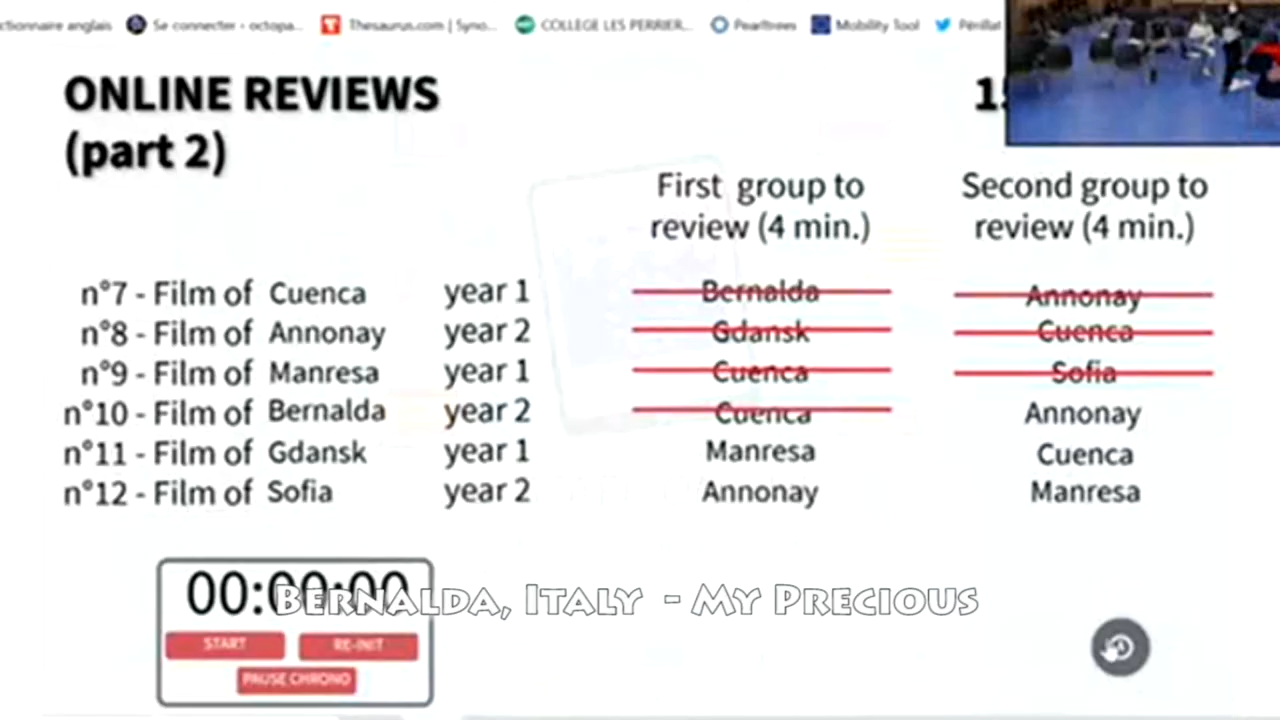 ctionnaire anglais Se connecter ‹ octopa... Thesaurus.com | Syno... COLLEGE LES PERRIER... Pearltrees Mobility Tool Périllat
ONLINE REVIEWS
(part 2)
First group to review (4 min.)
Second group to review (4 min.)
n°7 - Film of Cuenca year 1 Bernalda Annonay
n°8 - Film of Annonay year 2 Gdansk Cuenca
n°9 - Film of Manresa year 1 Cuenca Sofia
n°10 - Film of Bernalda year 2 Cuenca Annonay
n°11 - Film of Gdansk year 1 Manresa Cuenca
n°12 - Film of Sofia year 2 Annonay Manresa
00:00:00
Bernalda, Italy - My Precious
START RE-INIT
PAUSE CHRONO